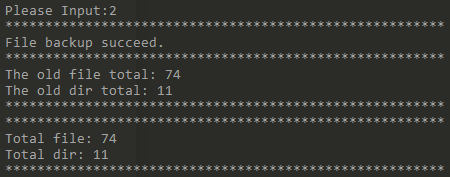 Please Input:2
*******************************************************
File backup succeed.
*******************************************************
The old file total: 74
The old dir total: 11
*******************************************************
*******************************************************
Total file: 74
Total dir: 11
*******************************************************